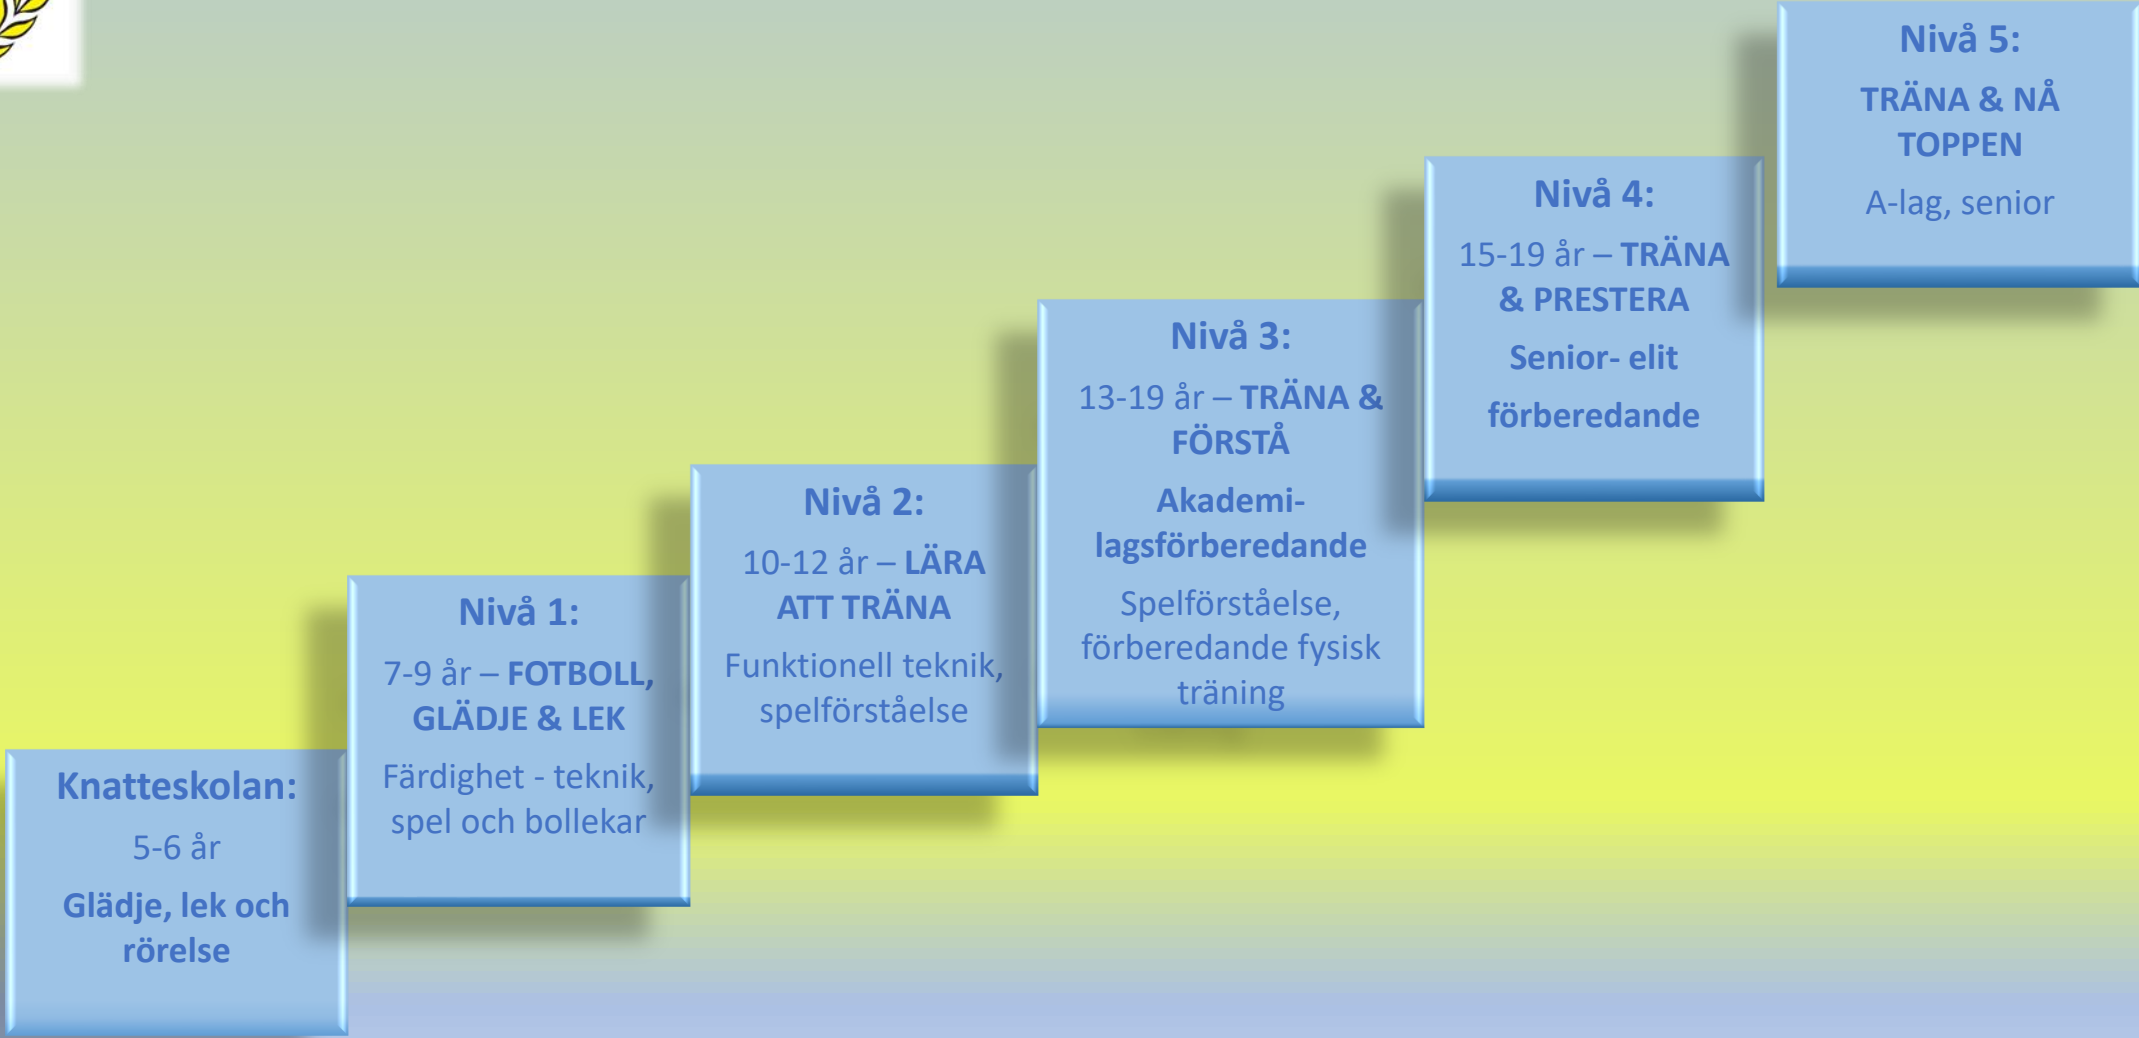 Knatteskolan:
5-6 år
Glädje, lek och
rörelse
Nivå 1:
7-9 år – FOTBOLL,
GLÄDJE & LEK
Färdighet - teknik,
spel och bollekar
Nivå 2:
10-12 år – LÄRA
ATT TRÄNA
Funktionell teknik,
spelförståelse
Nivå 3:
13-19 år – TRÄNA &
FÖRSTÅ
Akademi-
lagsförberedande
Spelförståelse,
förberedande fysisk
träning
Nivå 4:
15-19 år – TRÄNA
& PRESTERA
Senior- elit
förberedande
Nivå 5:
TRÄNA & NÅ
TOPPEN
A-lag, senior